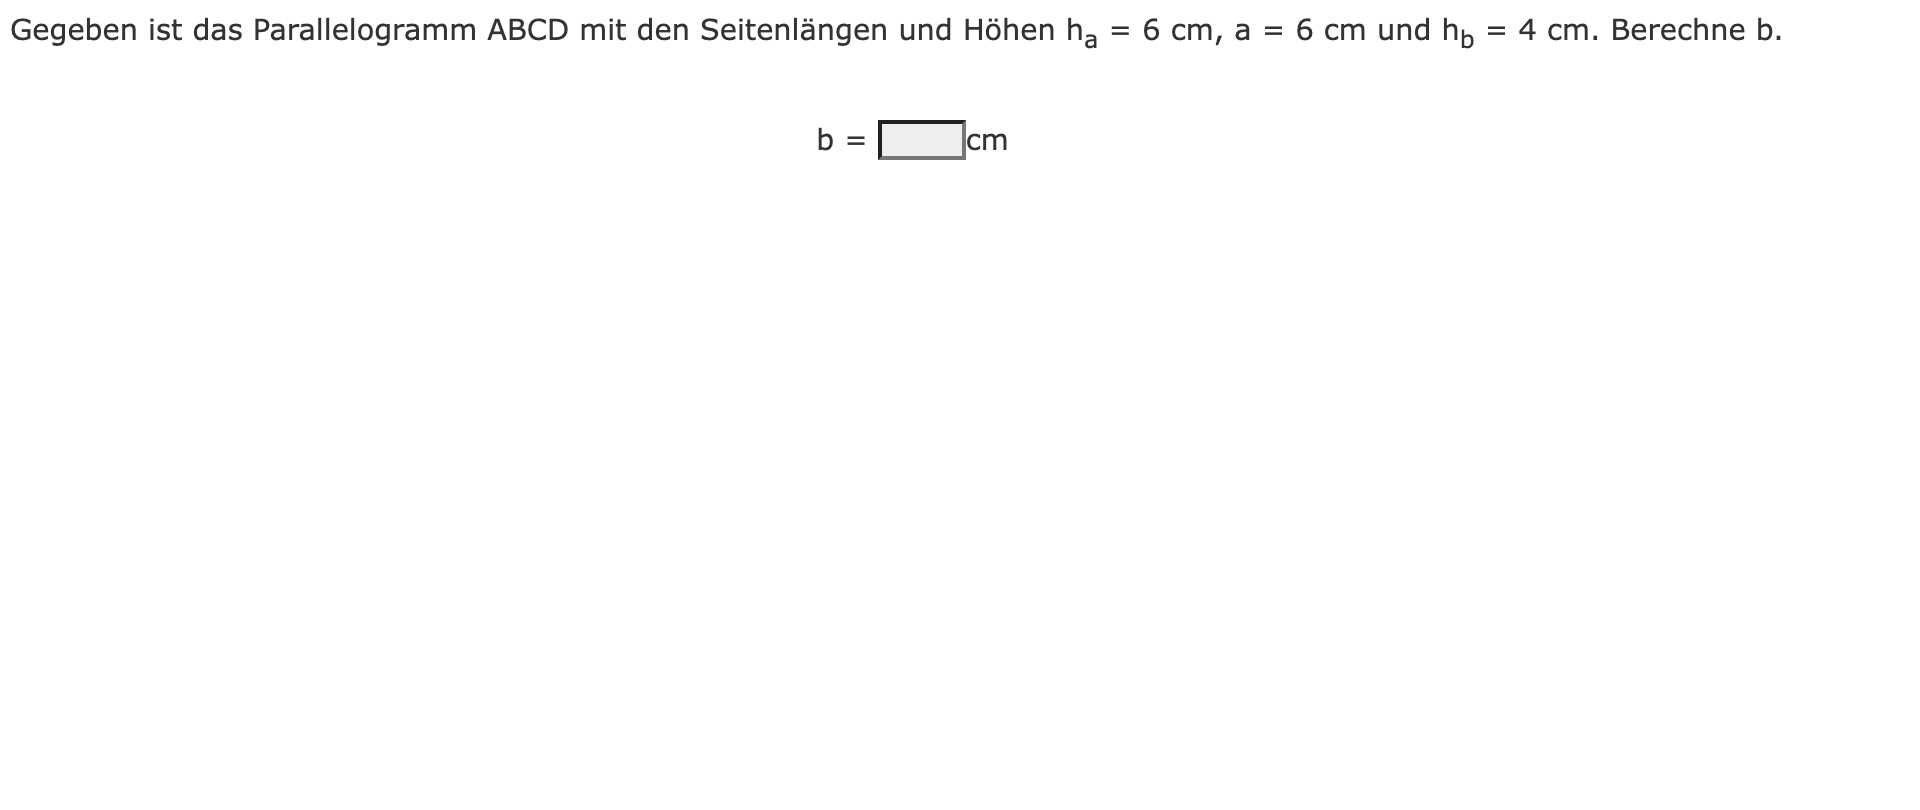 Gegeben ist das Parallelogramm ABCD mit den Seitenlängen und Höhen hₐ = 6 cm, a = 6 cm und h_b = 4 cm. Berechne b.
b = cm